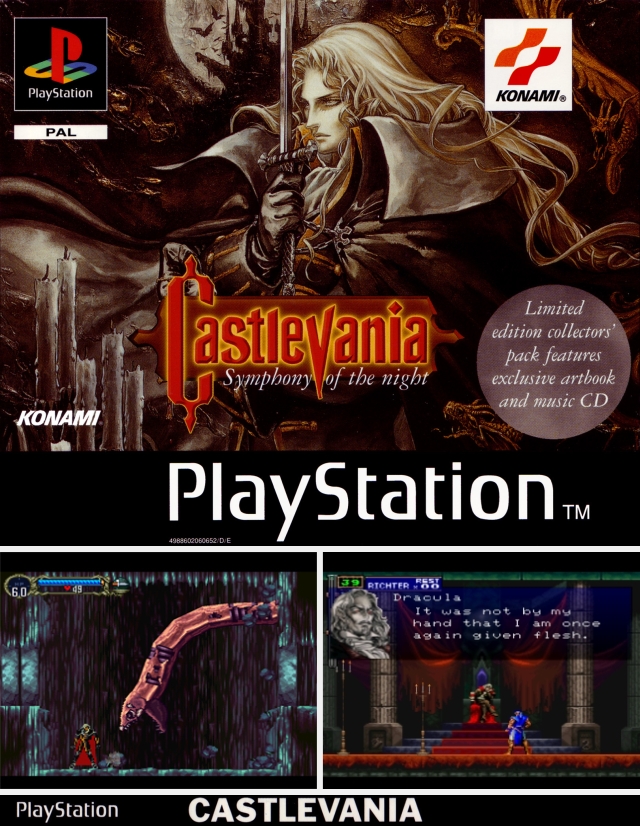 PlayStation
PAL
KONAMI®
Castlevania
Symphony of the night
Limited
edition collectors'
pack features
exclusive artbook
and music CD
KONAMI
PlayStation™
4988602060652/D/E
60
39
RICHTER
REST
Dracula
It was not by my
hand that I am once
again given flesh.
PlayStation
CASTLEVANIA